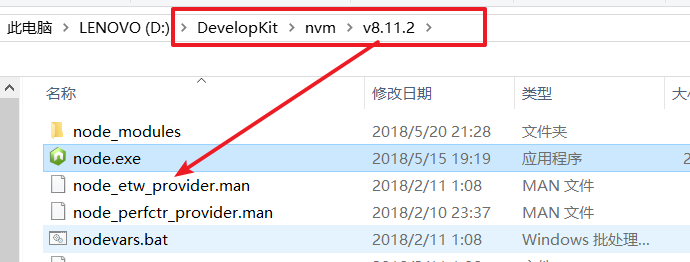 此电脑 > LENOVO (D:) > DevelopKit > nvm > v8.11.2 >
名称 修改日期 类型 大
node_modules 2018/5/20 21:28 文件夹
node.exe 2018/5/15 19:19 应用程序 2
node_etw_provider.man 2018/2/11 1:08 MAN 文件
node_perfctr_provider.man 2018/2/10 23:37 MAN 文件
nodevars.bat 2018/2/11 1:08 Windows 批处理...